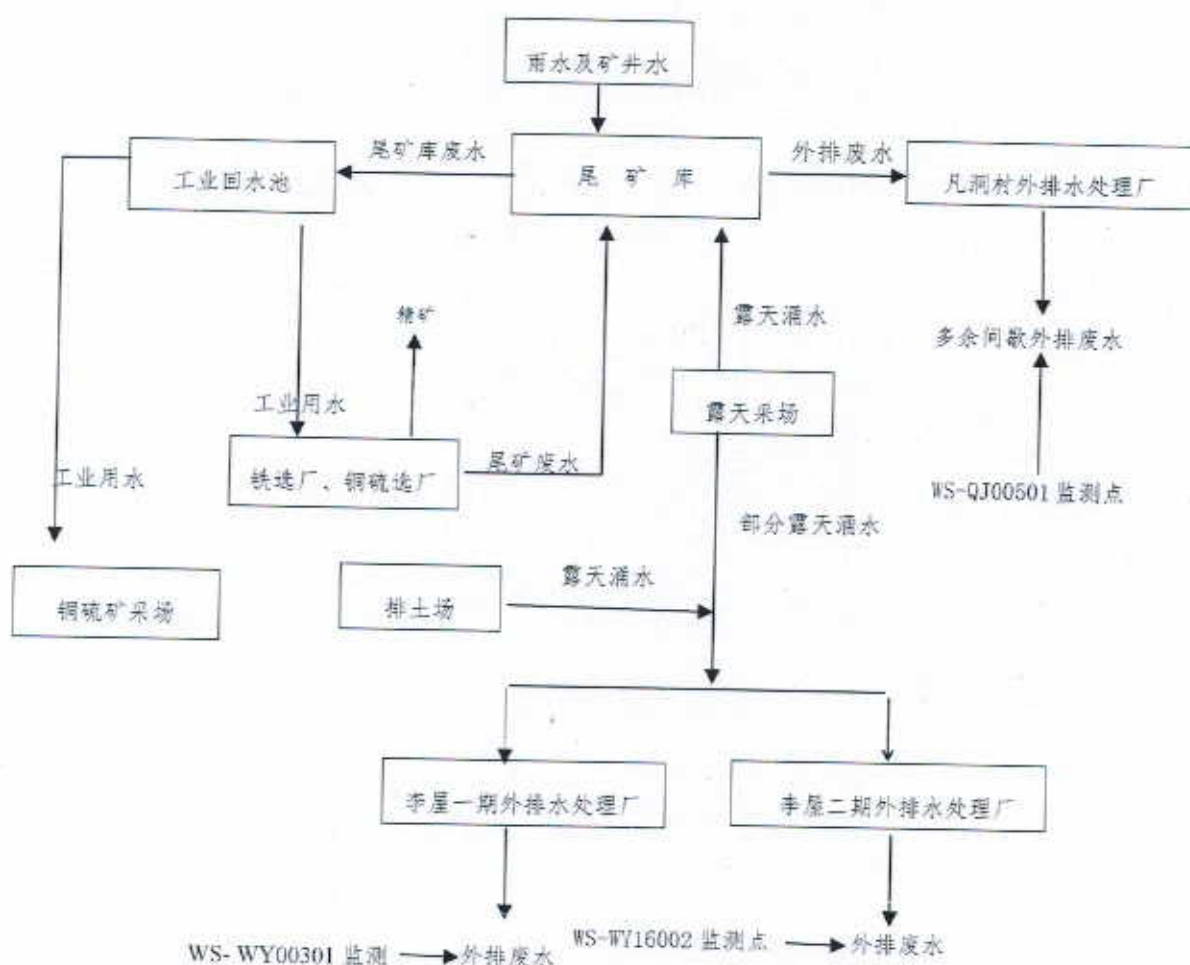 雨水及矿井水
尾矿库废水
外排废水
工业回水池
尾 矿 库
凡洞村外排水处理厂
精矿
露天涌水
多余间歇外排废水
工业用水
露天采场
铁选厂、铜硫选厂
尾矿废水
工业用水
WS-QJ00501 监测点
部分露天涌水
露天涌水
铜硫矿采场
排土场
李屋一期外排水处理厂
李屋二期外排水处理厂
WS- WY00301 监测
外排废水
WS-WY16002 监测点
外排废水